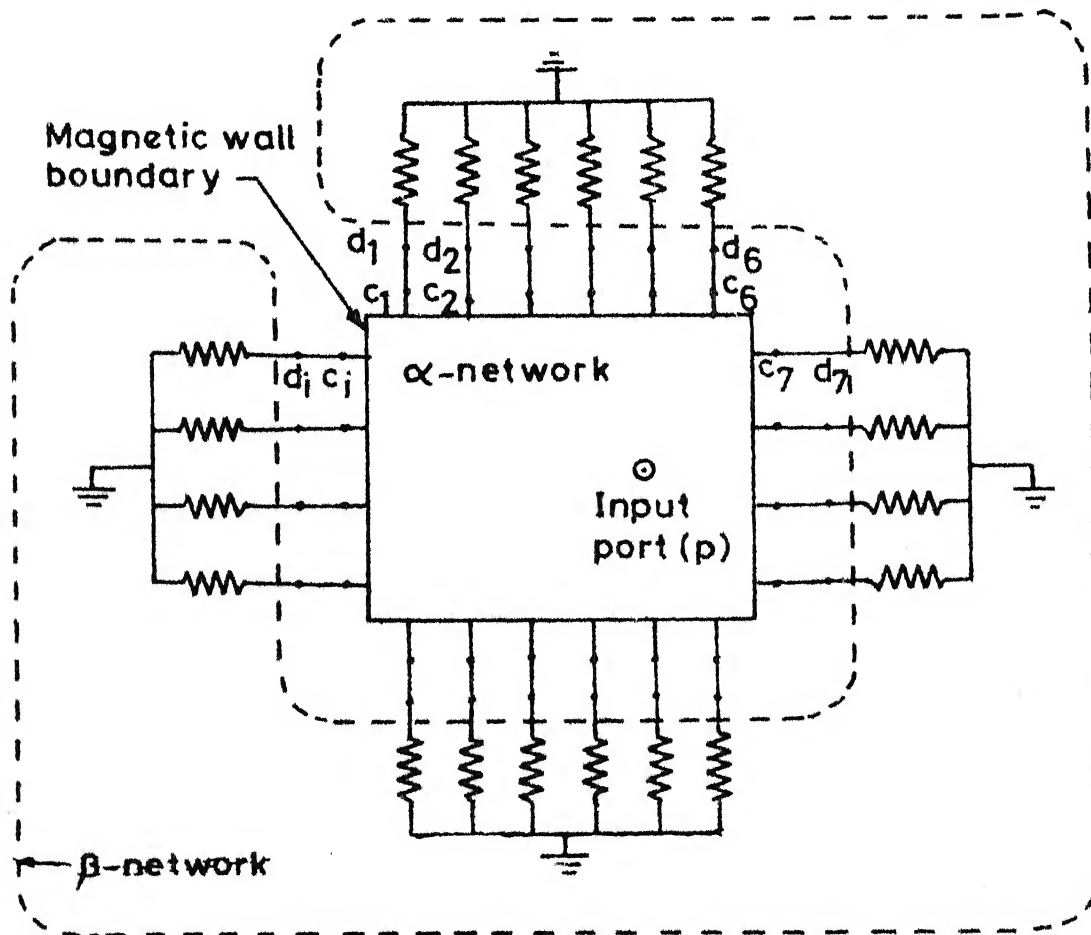 Magnetic wall
boundary
d1
d2
d6
c1
c2
c6
α-network
di ci
c7 d7
Input
port (p)
β-network